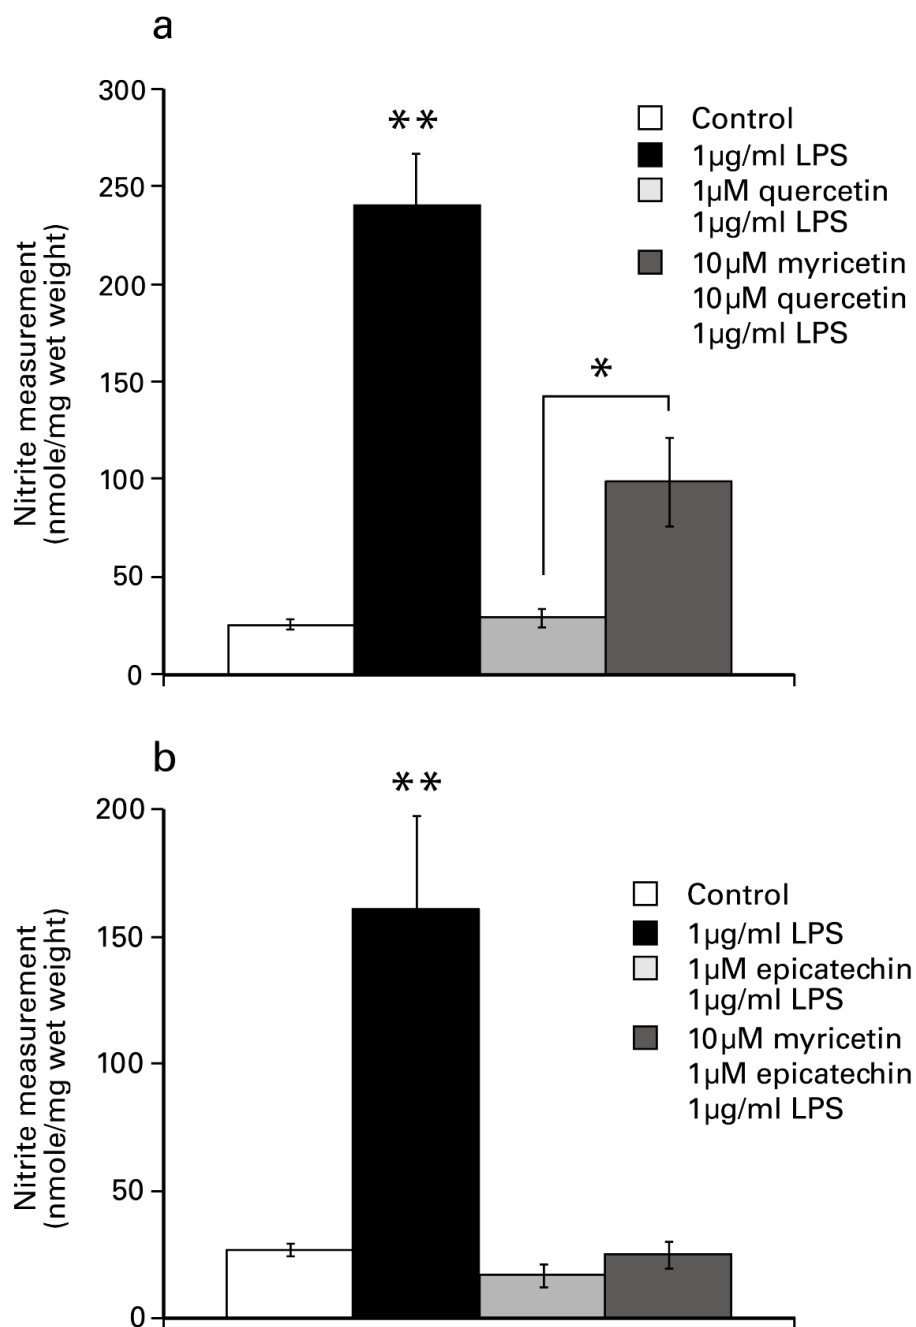 a
300
250
200
150
100
50
0
Nitrite measurement
(nmole/mg wet weight)
**
*
Control
1µg/ml LPS
1µM quercetin
1µg/ml LPS
10µM myricetin
10µM quercetin
1µg/ml LPS
b
200
150
100
50
0
Nitrite measurement
(nmole/mg wet weight)
**
Control
1µg/ml LPS
1µM epicatechin
1µg/ml LPS
10µM myricetin
1µM epicatechin
1µg/ml LPS